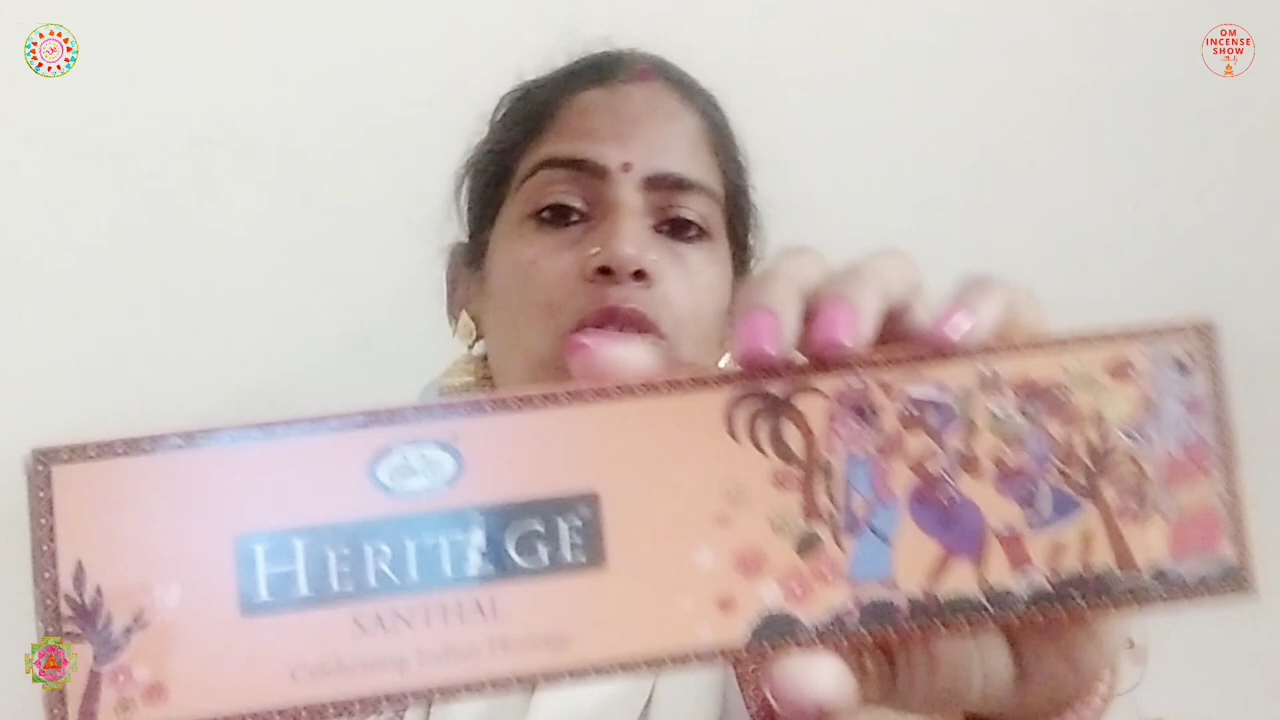 OM
INCENSE
SHOW
HERITAGE
SANTHAL
Celebrating Indian Heritage